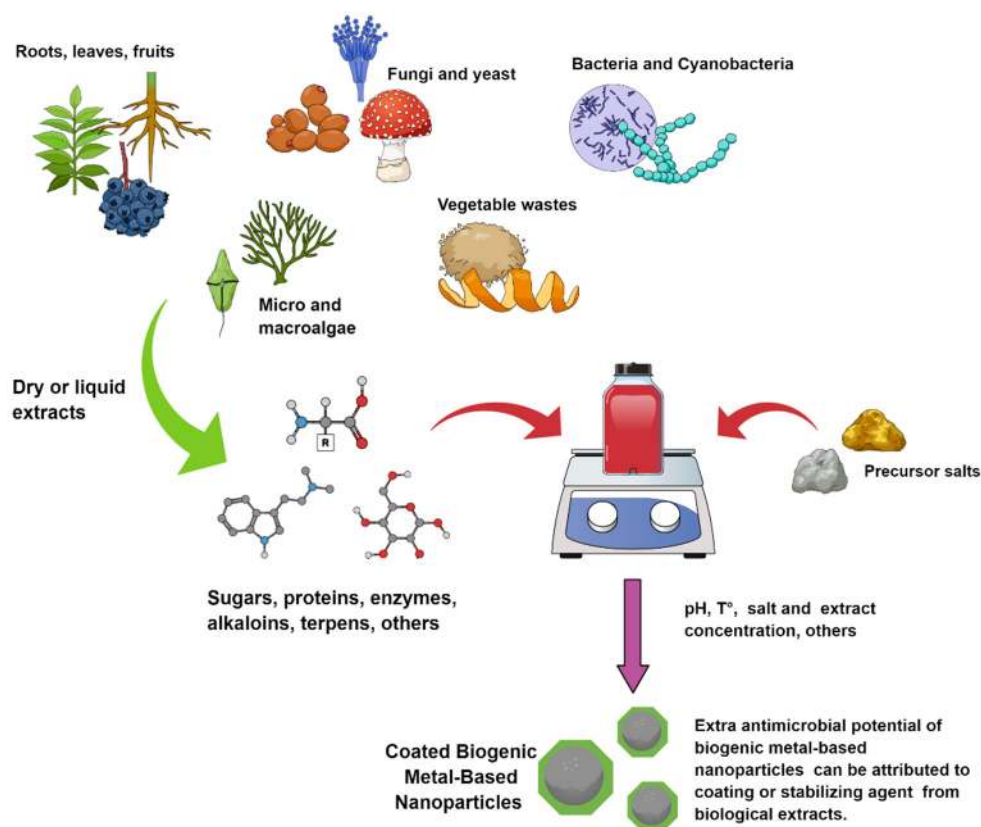 Roots, leaves, fruits
Fungi and yeast
Bacteria and Cyanobacteria
Vegetable wastes
Micro and
macroalgae
Dry or liquid
extracts
R
Precursor salts
Sugars, proteins, enzymes,
alkaloins, terpens, others
pH, T°, salt and extract
concentration, others
Coated Biogenic
Metal-Based
Nanoparticles
Extra antimicrobial potential of
biogenic metal-based
nanoparticles can be attributed to
coating or stabilizing agent from
biological extracts.